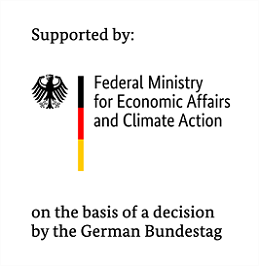 Supported by:
Federal Ministry
for Economic Affairs
and Climate Action
on the basis of a decision
by the German Bundestag